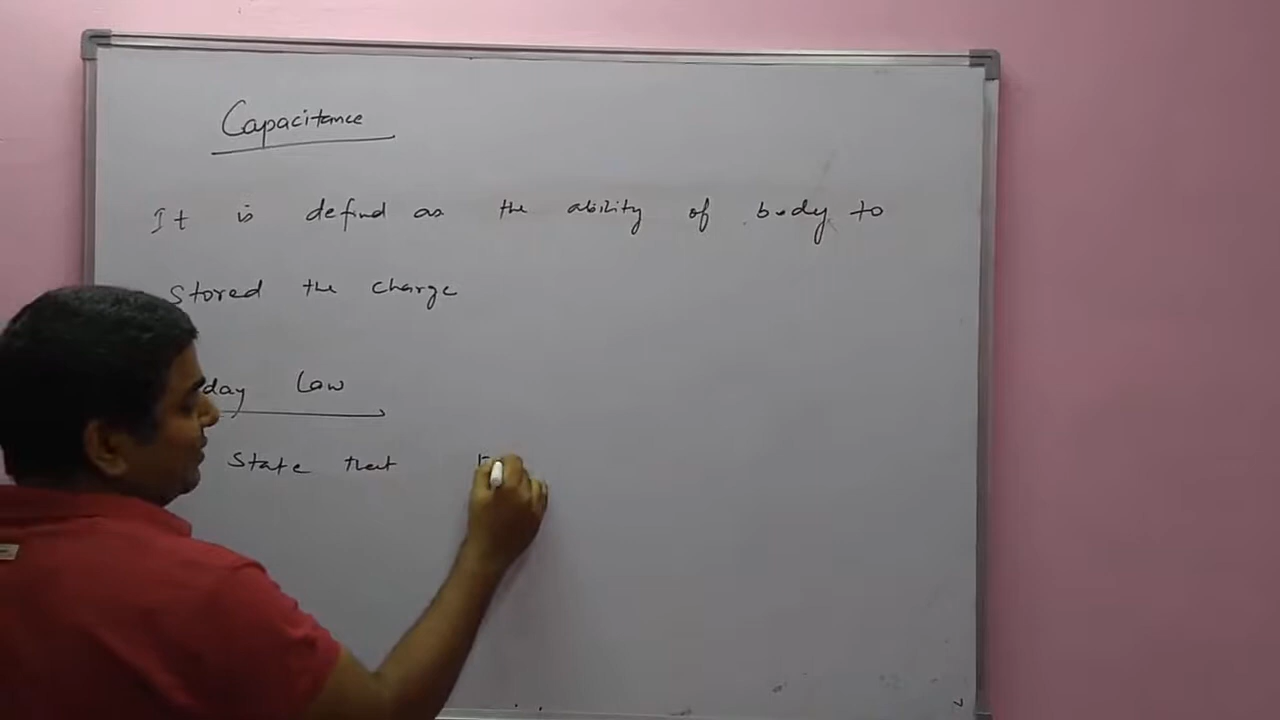 Capacitance
It is defind as the ability of body to
stored the charge
day Law
State that